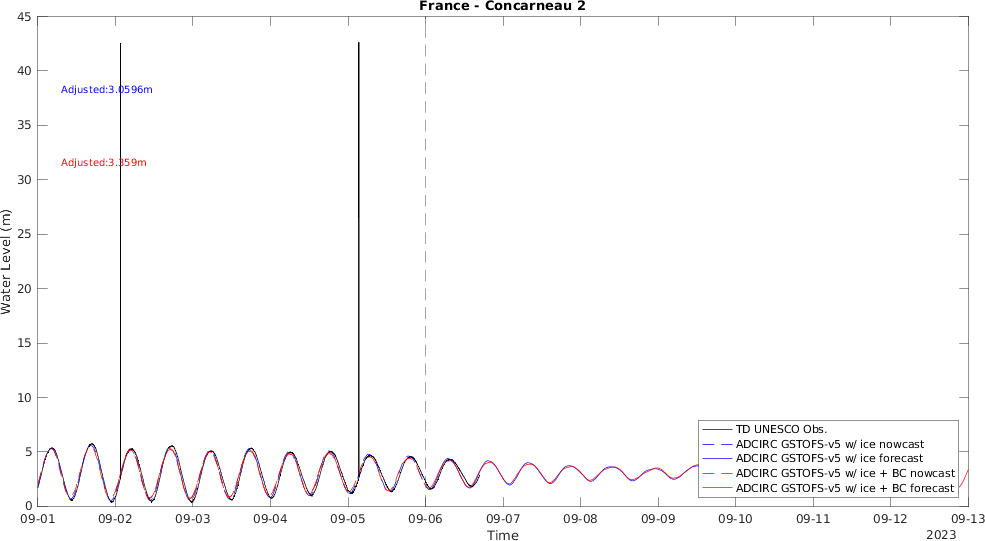 France - Concarneau 2
45
40
35
30
25
20
15
10
5
0
Water Level (m)
Adjusted:3.0596m
Adjusted:3.359m
TD UNESCO Obs.
ADCIRC GSTOFS-v5 w/ ice nowcast
ADCIRC GSTOFS-v5 w/ ice forecast
ADCIRC GSTOFS-v5 w/ ice + BC nowcast
ADCIRC GSTOFS-v5 w/ ice + BC forecast
09-01 09-02 09-03 09-04 09-05 09-06 09-07 09-08 09-09 09-10 09-11 09-12 09-13
Time
2023